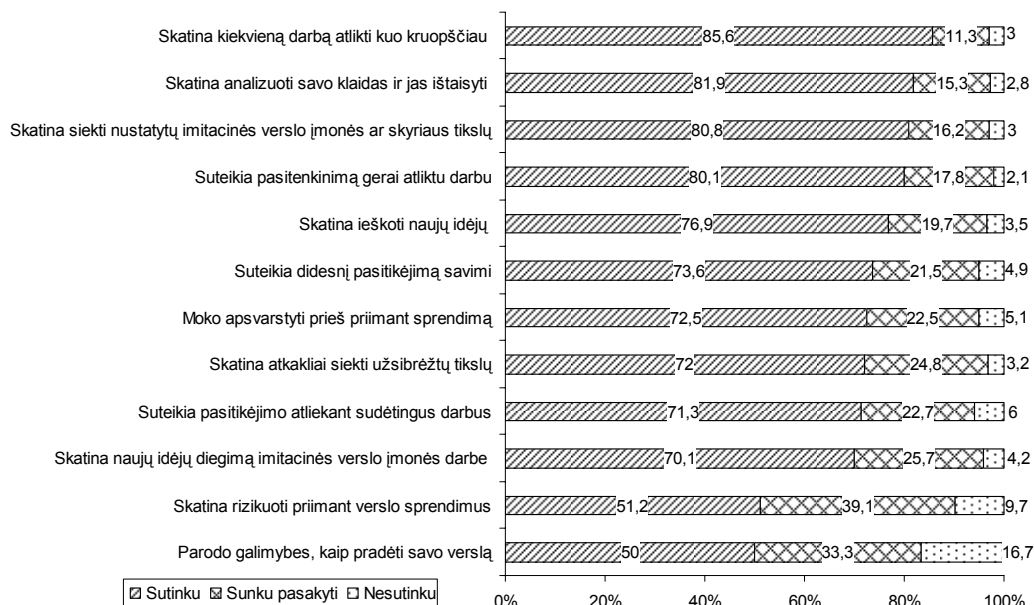 Skatina kiekvieną darbą atlikti kuo kruopščiau 85,6 11,3 3
Skatina analizuoti savo klaidas ir jas ištaisyti 81,9 15,3 2,8
Skatina siekti nustatytų imitacinės verslo įmonės ar skyriaus tikslų 80,8 16,2 3
Suteikia pasitenkinimą gerai atliktu darbu 80,1 17,8 2,1
Skatina ieškoti naujų idėjų 76,9 19,7 3,5
Suteikia didesnį pasitikėjimą savimi 73,6 21,5 4,9
Moko apsvarstyti prieš priimant sprendimą 72,5 22,5 5,1
Skatina atkakliai siekti užsibrėžtų tikslų 72 24,8 3,2
Suteikia pasitikėjimo atliekant sudėtingus darbus 71,3 22,7 6
Skatina naujų idėjų diegimą imitacinės verslo įmonės darbe 70,1 25,7 4,2
Skatina rizikuoti priimant verslo sprendimus 51,2 39,1 9,7
Parodo galimybes, kaip pradėti savo verslą 50 33,3 16,7
Sutinku Sunku pasakyti Nesutinku
0% 20% 40% 60% 80% 100%